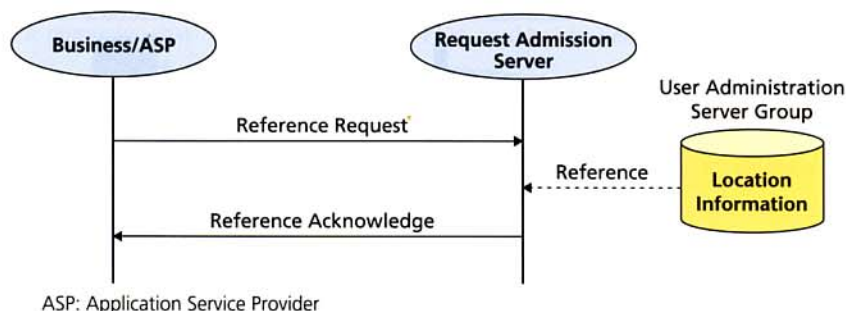 Business/ASP
Request Admission
Server
User Administration
Server Group
Reference Request
Reference
Location
Information
Reference Acknowledge
ASP: Application Service Provider